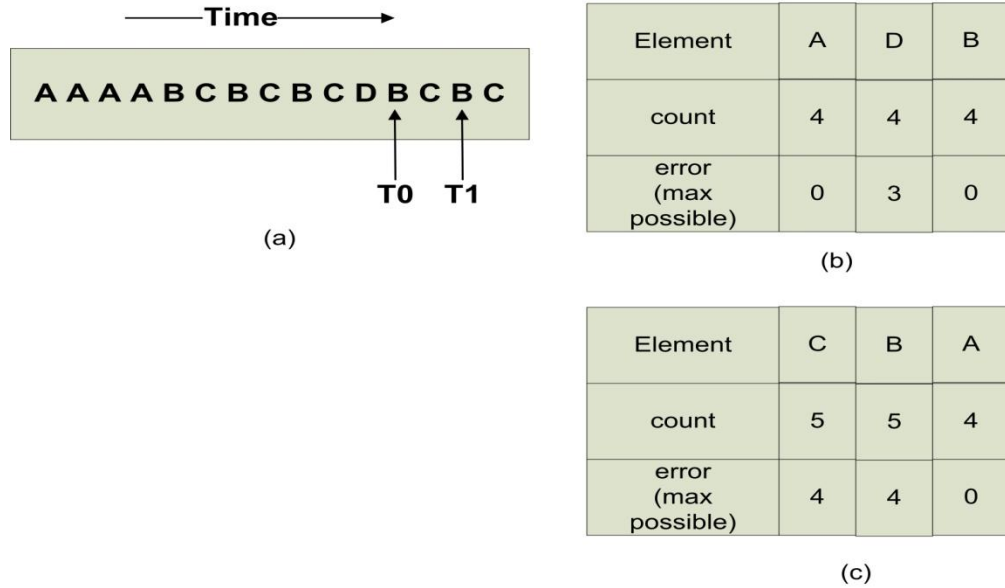 Time
A A A A B C B C B C D B C B C
T0 T1
(a)
Element A D B
count 4 4 4
error
(max
possible) 0 3 0
(b)
Element C B A
count 5 5 4
error
(max
possible) 4 4 0
(c)